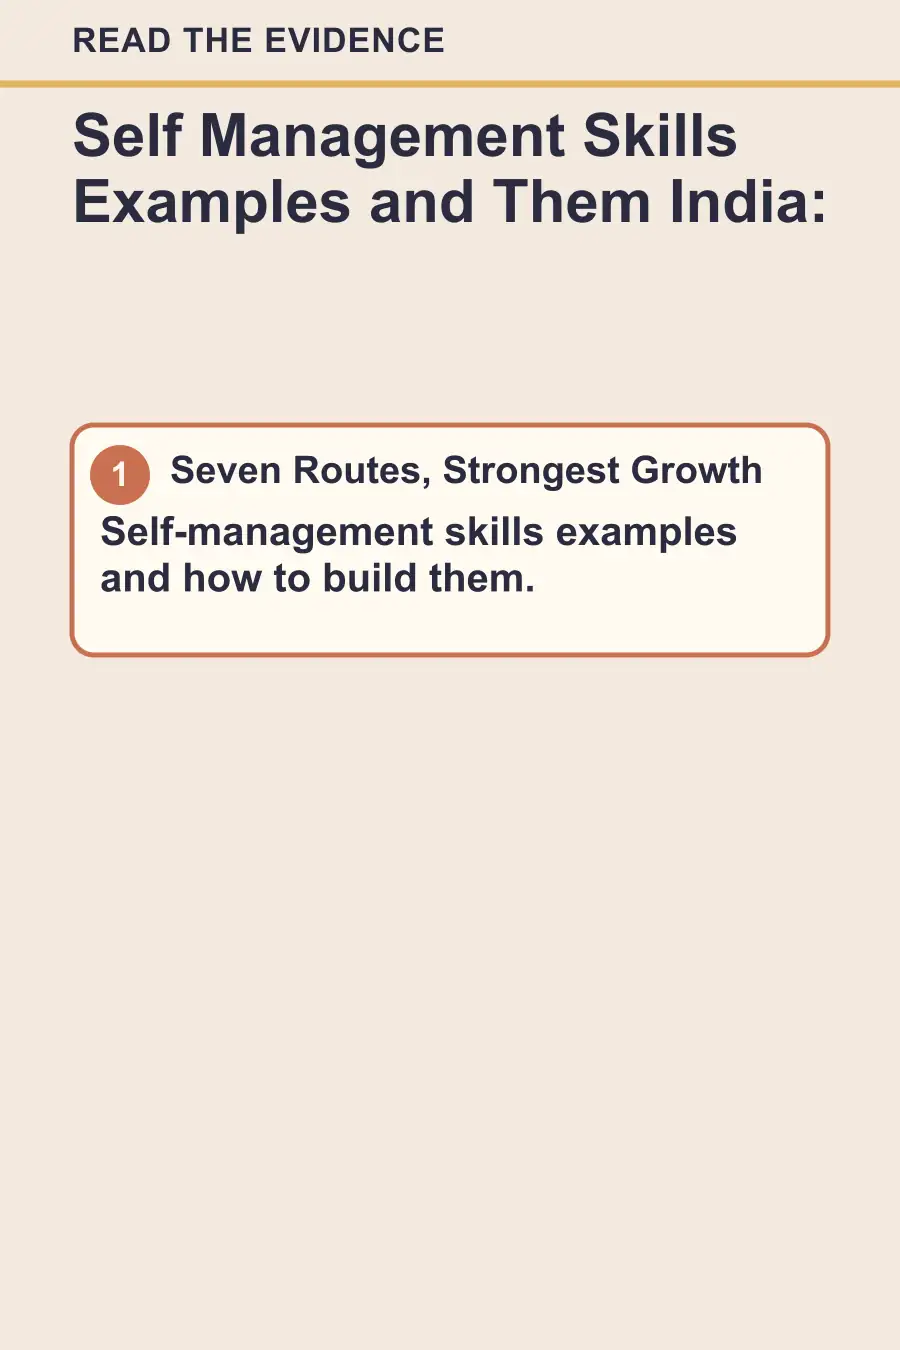 READ THE EVIDENCE
Self Management Skills
Examples and Them India:
1 Seven Routes, Strongest Growth
Self-management skills examples
and how to build them.